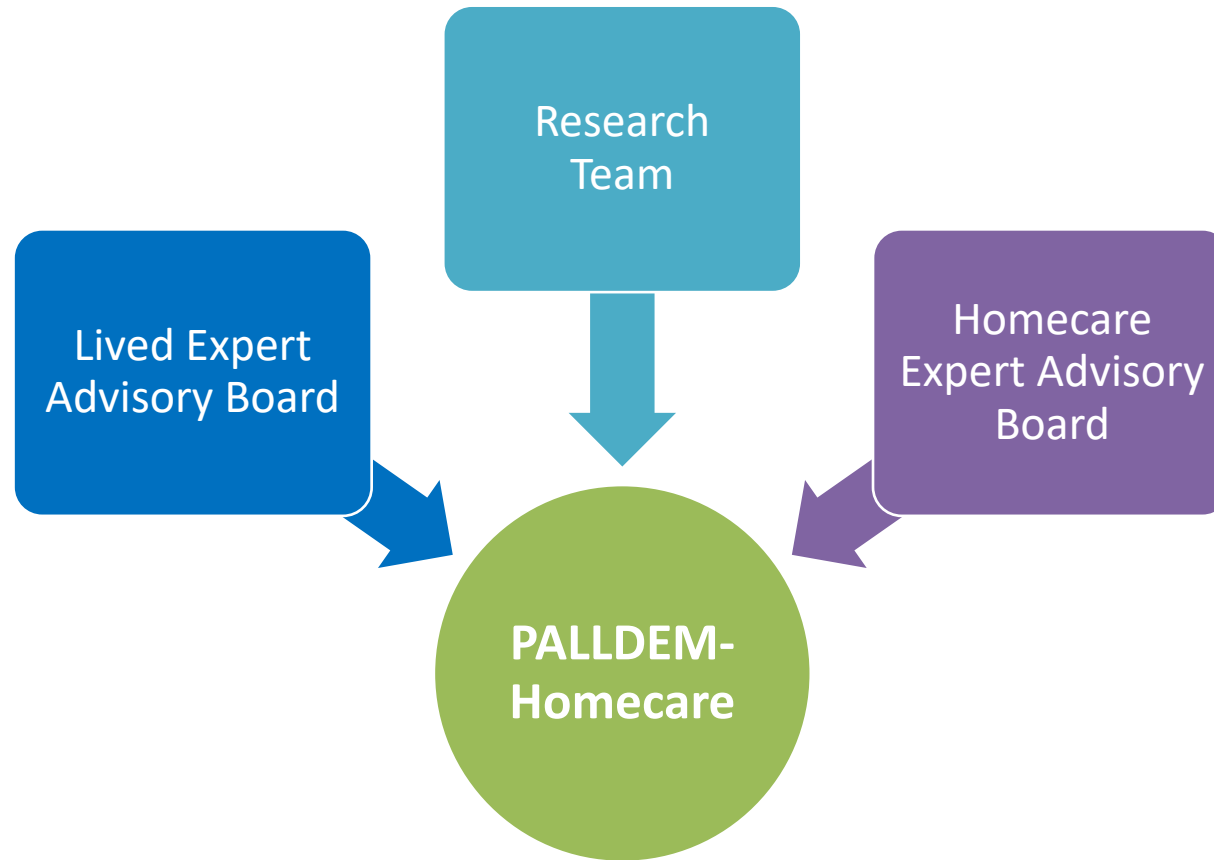 Research
Team
Lived Expert
Advisory Board
Homecare
Expert Advisory
Board
PALLDEM-
Homecare